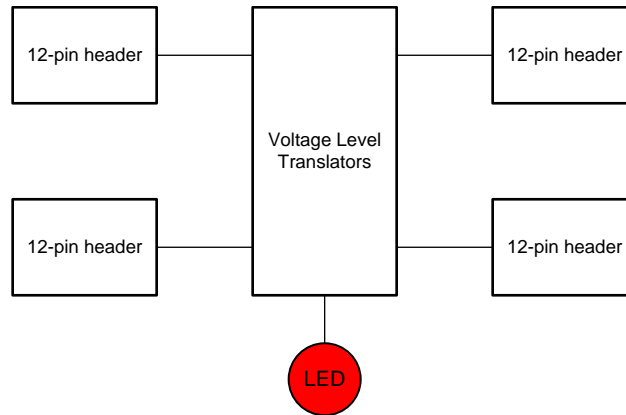 12-pin header
12-pin header
Voltage Level
Translators
12-pin header
12-pin header
LED